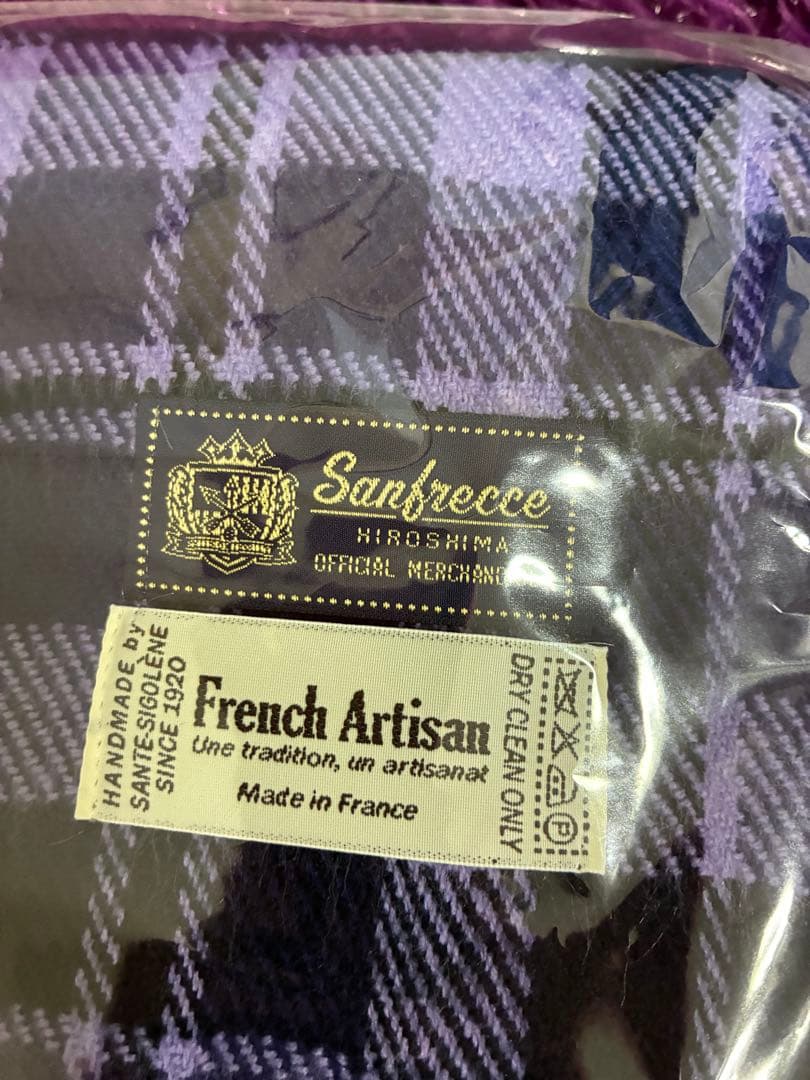 Sanfrecce
HIROSHIMA
OFFICIAL
HANDMADE by
SANTE-SIGOLÈNE
SINCE 1920
French Artisan
Une tradition, un artisanat
Made in France
DRY CLEAN ONLY
P